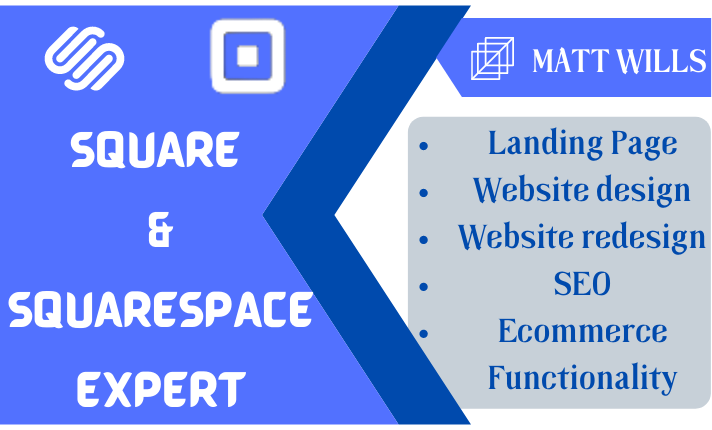 SQUARE
&
SQUARESPACE
EXPERT
MATT WILLS
• Landing Page
• Website design
• Website redesign
• SEO
• Ecommerce
Functionality